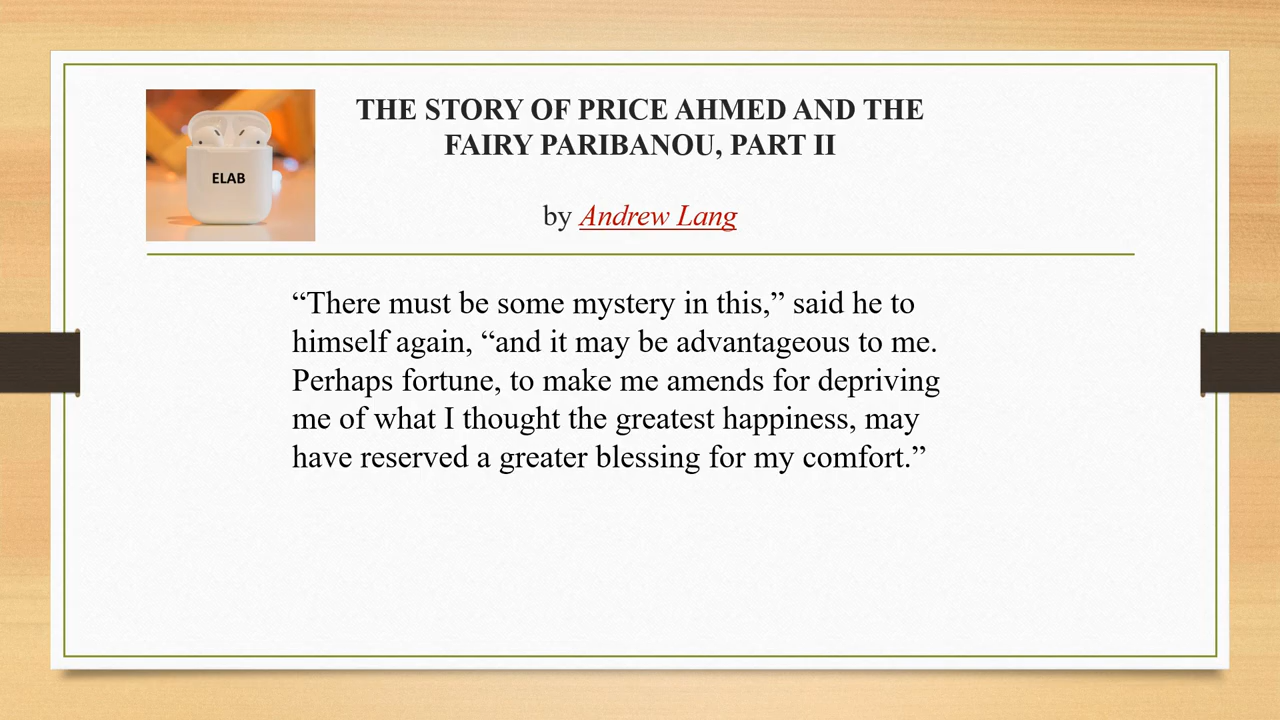 ELAB
THE STORY OF PRICE AHMED AND THE
FAIRY PARIBANOU, PART II
by Andrew Lang
“There must be some mystery in this,” said he to
himself again, “and it may be advantageous to me.
Perhaps fortune, to make me amends for depriving
me of what I thought the greatest happiness, may
have reserved a greater blessing for my comfort.”